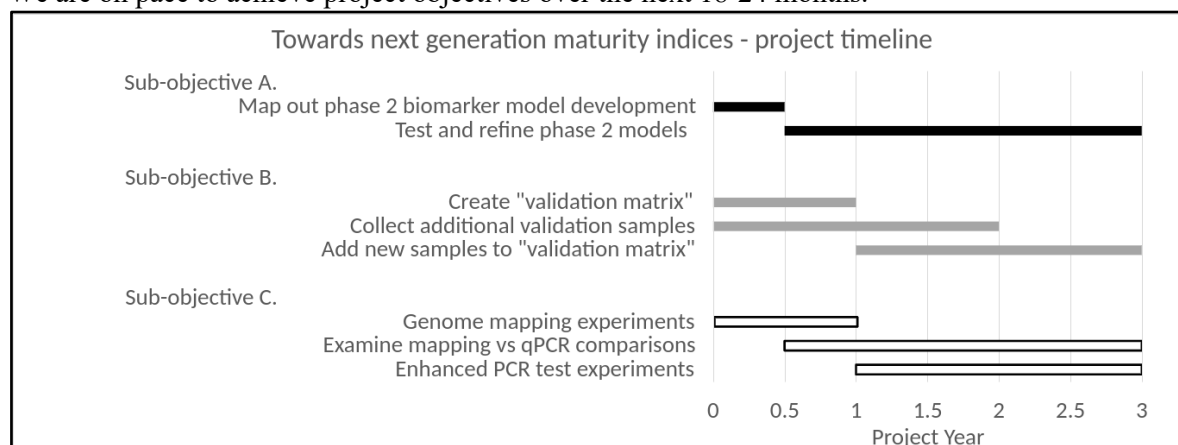 We are on pace to achieve project objectives over the next 18-24 months.
Towards next generation maturity indices - project timeline
Sub-objective A.
Map out phase 2 biomarker model development
Test and refine phase 2 models
Sub-objective B.
Create "validation matrix"
Collect additional validation samples
Add new samples to "validation matrix"
Sub-objective C.
Genome mapping experiments
Examine mapping vs qPCR comparisons
Enhanced PCR test experiments
0 0.5 1 1.5 2 2.5 3
Project Year